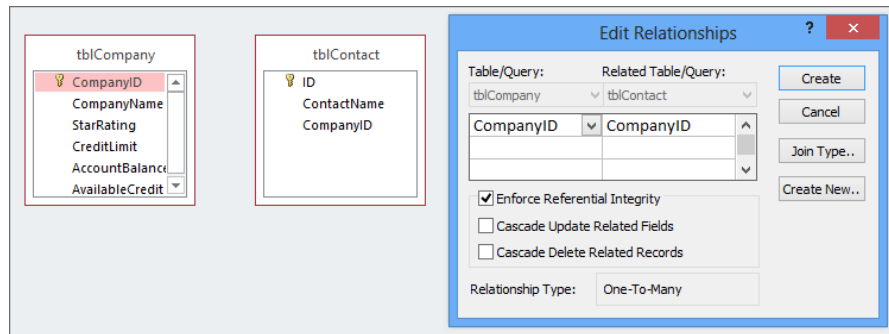 tblCompany
CompanyID
CompanyName
StarRating
CreditLimit
AccountBalance
AvailableCredit
tblContact
ID
ContactName
CompanyID
Edit Relationships
?
Table/Query:
Related Table/Query:
tblCompany
tblContact
CompanyID
CompanyID
Enforce Referential Integrity
Cascade Update Related Fields
Cascade Delete Related Records
Relationship Type:
One-To-Many
Create
Cancel
Join Type..
Create New..